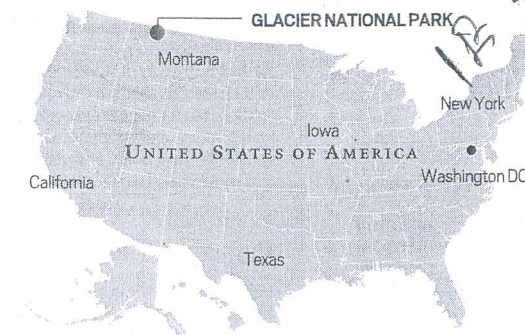 GLACIER NATIONAL PARK
Montana
New York
Iowa
UNITED STATES OF AMERICA
Washington DC
California
Texas